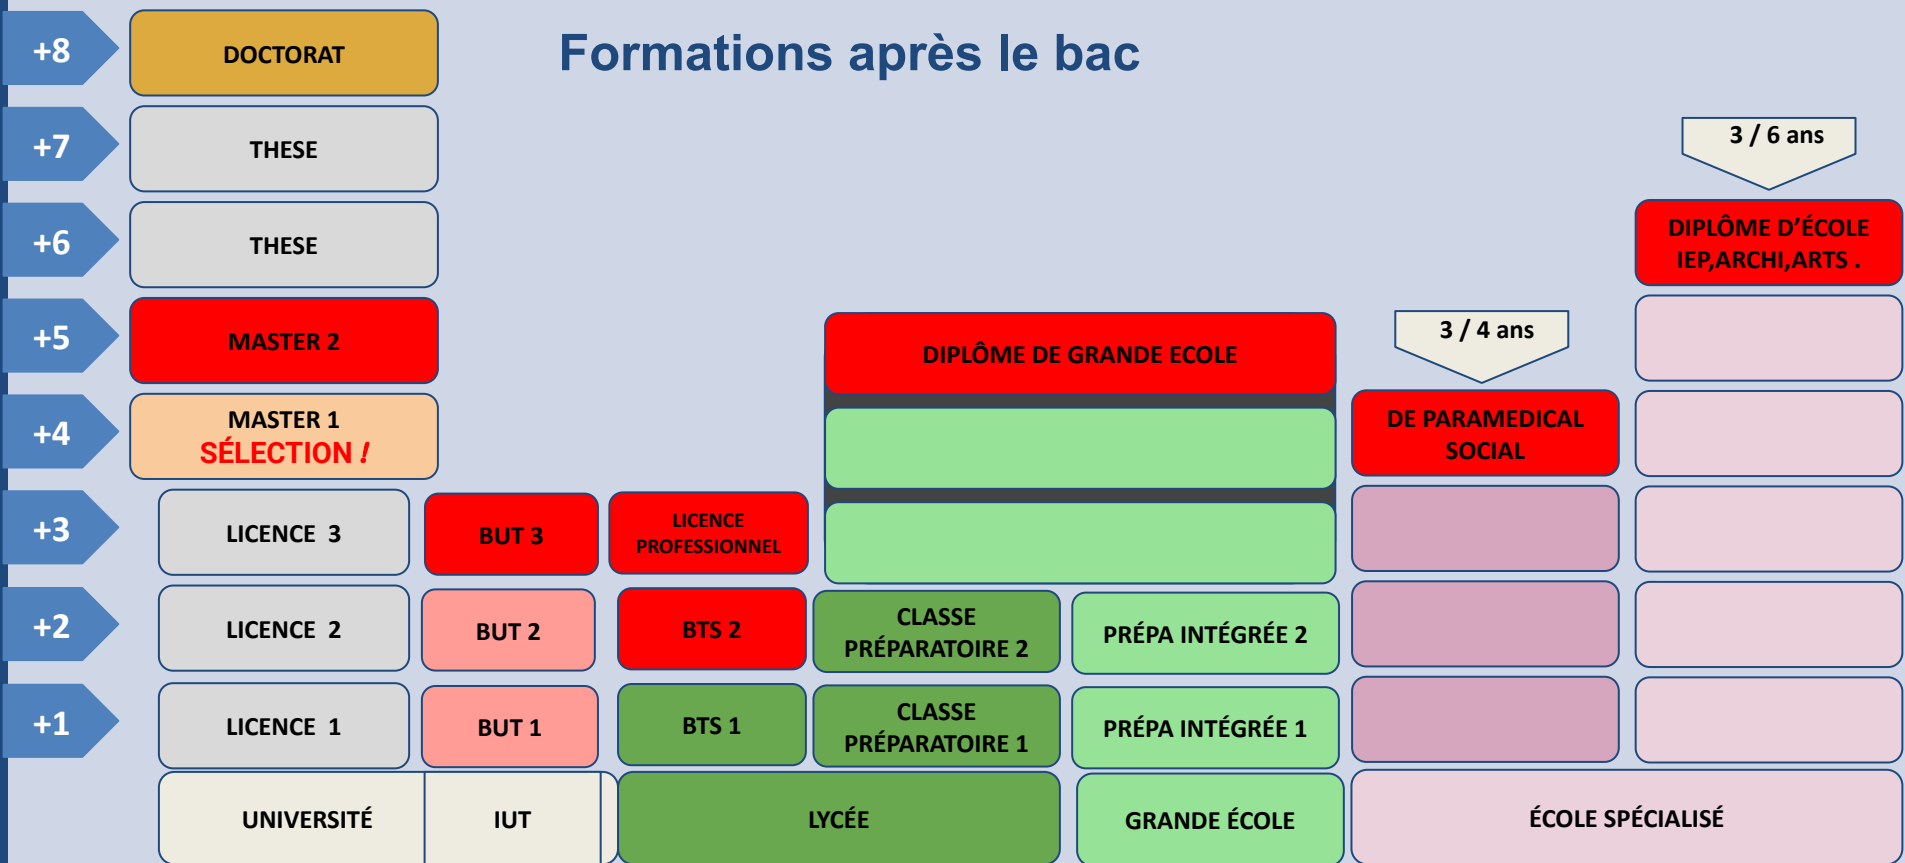 +8
DOCTORAT
Formations après le bac
+7
THESE
3 / 6 ans
+6
THESE
DIPLÔME D'ÉCOLE
IEP,ARCHI,ARTS .
+5
MASTER 2
DIPLÔME DE GRANDE ECOLE
3 / 4 ans
+4
MASTER 1
SÉLECTION !
DE PARAMEDICAL
SOCIAL
+3
LICENCE 3
BUT 3
LICENCE
PROFESSIONNEL
+2
LICENCE 2
BUT 2
BTS 2
CLASSE
PRÉPARATOIRE 2
PRÉPA INTÉGRÉE 2
+1
LICENCE 1
BUT 1
BTS 1
CLASSE
PRÉPARATOIRE 1
PRÉPA INTÉGRÉE 1
UNIVERSITÉ
IUT
LYCÉE
GRANDE ÉCOLE
ÉCOLE SPÉCIALISÉ